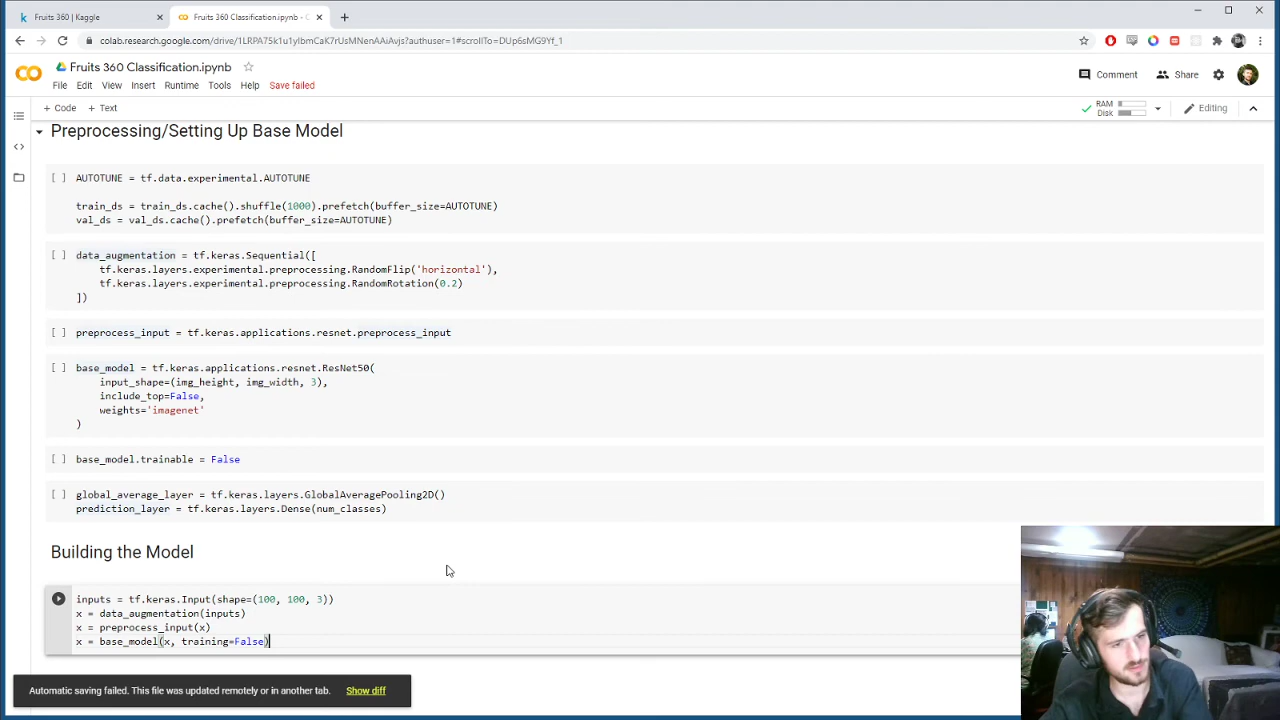 Fruits 360 | Kaggle
Fruits 360 Classification.ipynb - C
colab.research.google.com/drive/1LRPA75k1u1yIbmCaK7rUsMNenAAiAvjs?authuser=1#scrollTo=DUp6sMG9Yf_1
Fruits 360 Classification.ipynb
File Edit View Insert Runtime Tools Help Save failed
Comment Share
+ Code + Text
RAM
Disk
Editing
Preprocessing/Setting Up Base Model
[ ] AUTOTUNE = tf.data.experimental.AUTOTUNE
train_ds = train_ds.cache().shuffle(1000).prefetch(buffer_size=AUTOTUNE)
val_ds = val_ds.cache().prefetch(buffer_size=AUTOTUNE)
[ ] data_augmentation = tf.keras.Sequential([
tf.keras.layers.experimental.preprocessing.RandomFlip('horizontal'),
tf.keras.layers.experimental.preprocessing.RandomRotation(0.2)
])
[ ] preprocess_input = tf.keras.applications.resnet.preprocess_input
[ ] base_model = tf.keras.applications.resnet.ResNet50(
input_shape=(img_height, img_width, 3),
include_top=False,
weights='imagenet'
)
[ ] base_model.trainable = False
[ ] global_average_layer = tf.keras.layers.GlobalAveragePooling2D()
prediction_layer = tf.keras.layers.Dense(num_classes)
Building the Model
inputs = tf.keras.Input(shape=(100, 100, 3))
x = data_augmentation(inputs)
x = preprocess_input(x)
x = base_model(x, training=False)
Automatic saving failed. This file was updated remotely or in another tab. Show diff